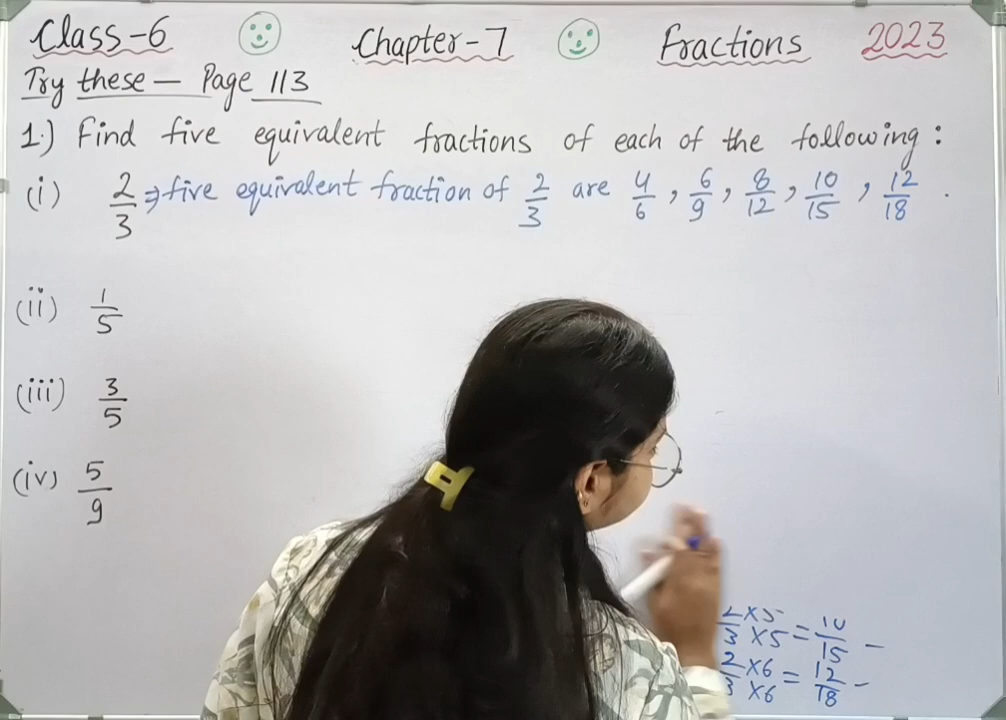 Class-6 Chapter-7 Fractions 2023
Try these — Page 113
1.) Find five equivalent fractions of each of the following :
(i) 2/3 ⇒ five equivalent fraction of 2/3 are 4/6 , 6/9 , 8/12 , 10/15 , 12/18 .
(ii) 1/5
(iii) 3/5
(iv) 5/9
2/3 ×5/×5 = 10/15 –
2/3 ×6/×6 = 12/18 –